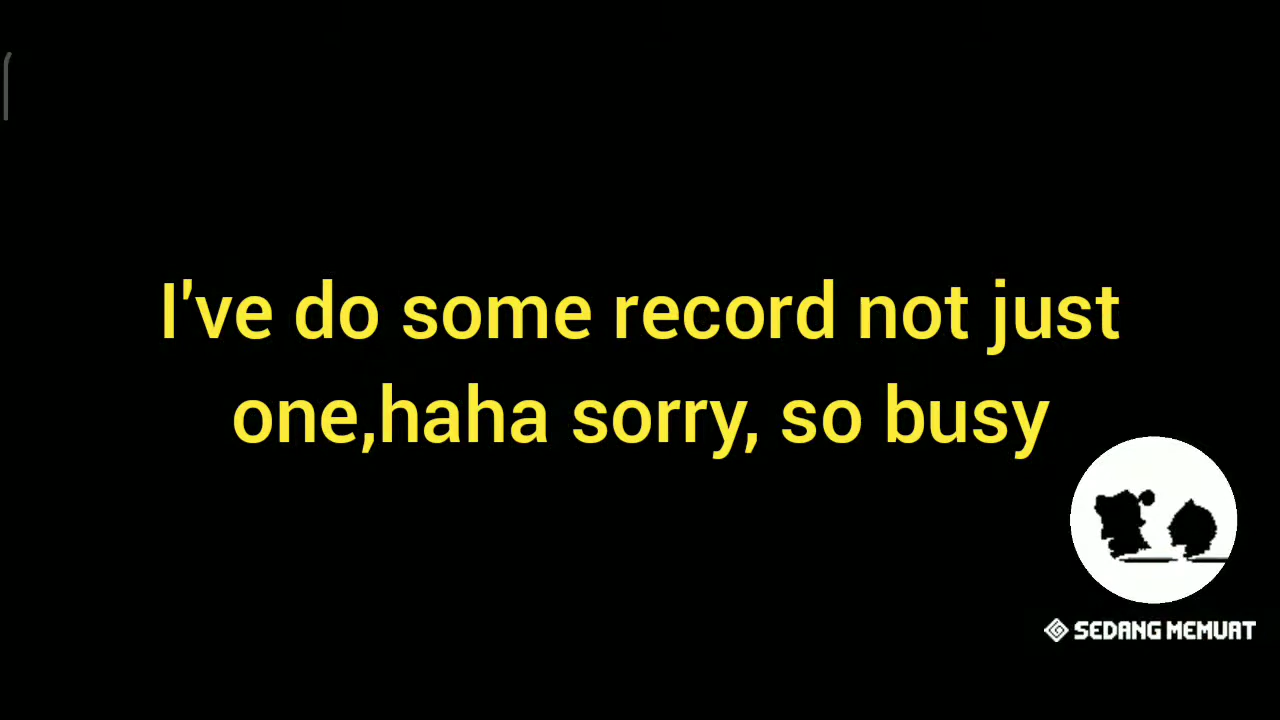 I've do some record not just
one,haha sorry, so busy
SEDANG MEMUAT